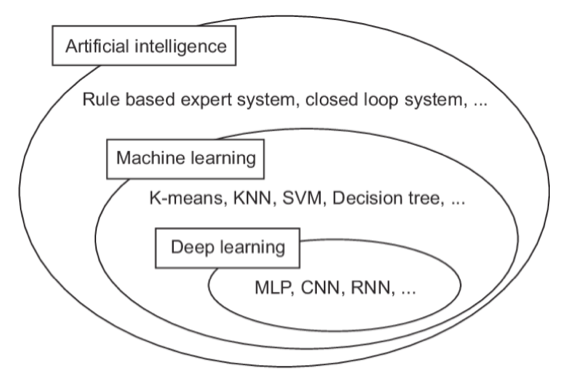 Artificial intelligence
Rule based expert system, closed loop system, ...
Machine learning
K-means, KNN, SVM, Decision tree, ...
Deep learning
MLP, CNN, RNN, ...